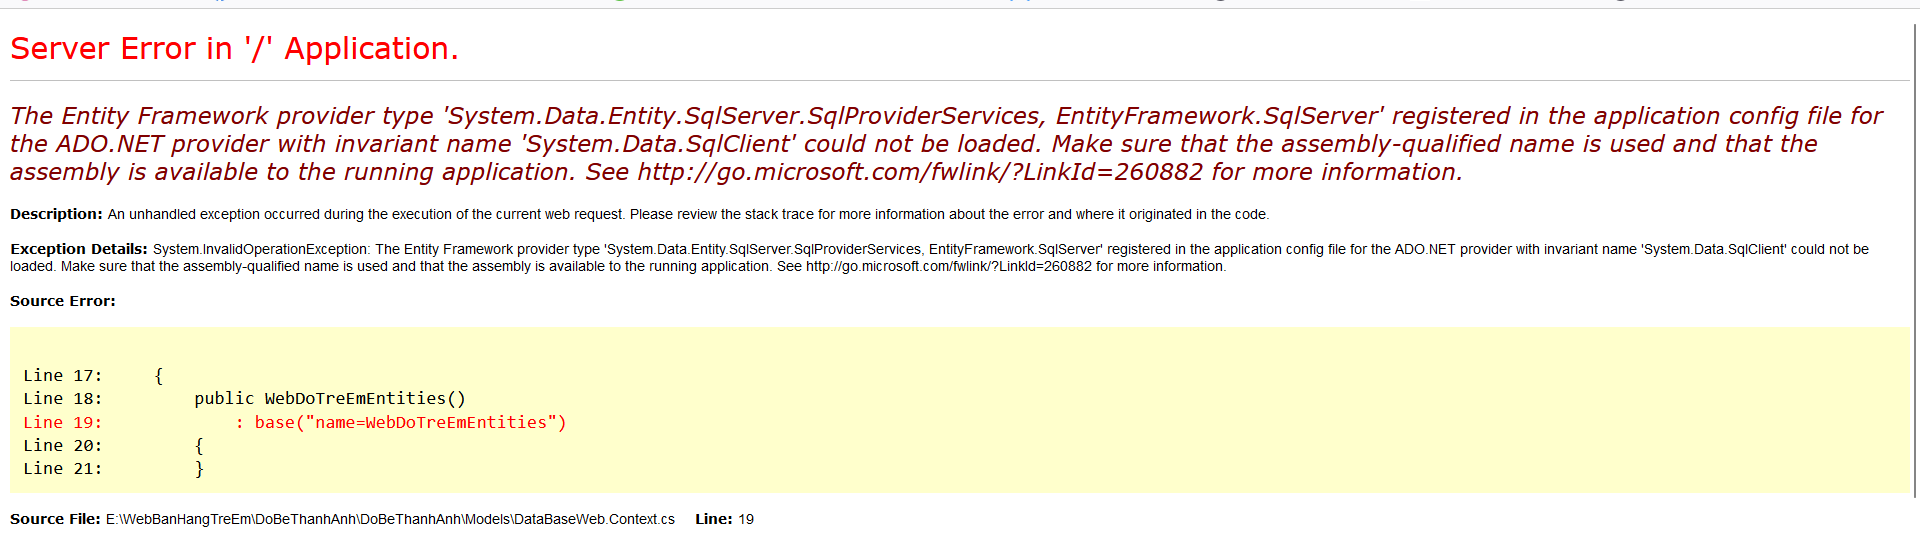 Server Error in '/' Application.
The Entity Framework provider type 'System.Data.Entity.SqlServer.SqlProviderServices, EntityFramework.SqlServer' registered in the application config file for
the ADO.NET provider with invariant name 'System.Data.SqlClient' could not be loaded. Make sure that the assembly-qualified name is used and that the
assembly is available to the running application. See http://go.microsoft.com/fwlink/?LinkId=260882 for more information.
Description: An unhandled exception occurred during the execution of the current web request. Please review the stack trace for more information about the error and where it originated in the code.
Exception Details: System.InvalidOperationException: The Entity Framework provider type 'System.Data.Entity.SqlServer.SqlProviderServices, EntityFramework.SqlServer' registered in the application config file for the ADO.NET provider with invariant name 'System.Data.SqlClient' could not be
loaded. Make sure that the assembly-qualified name is used and that the assembly is available to the running application. See http://go.microsoft.com/fwlink/?LinkId=260882 for more information.
Source Error:
Line 17:     {
Line 18:         public WebDoTreEmEntities()
Line 19:             : base("name=WebDoTreEmEntities")
Line 20:         {
Line 21:         }
Source File: E:\WebBanHangTreEm\DoBeThanhAnh\DoBeThanhAnh\Models\DataBaseWeb.Context.cs    Line: 19